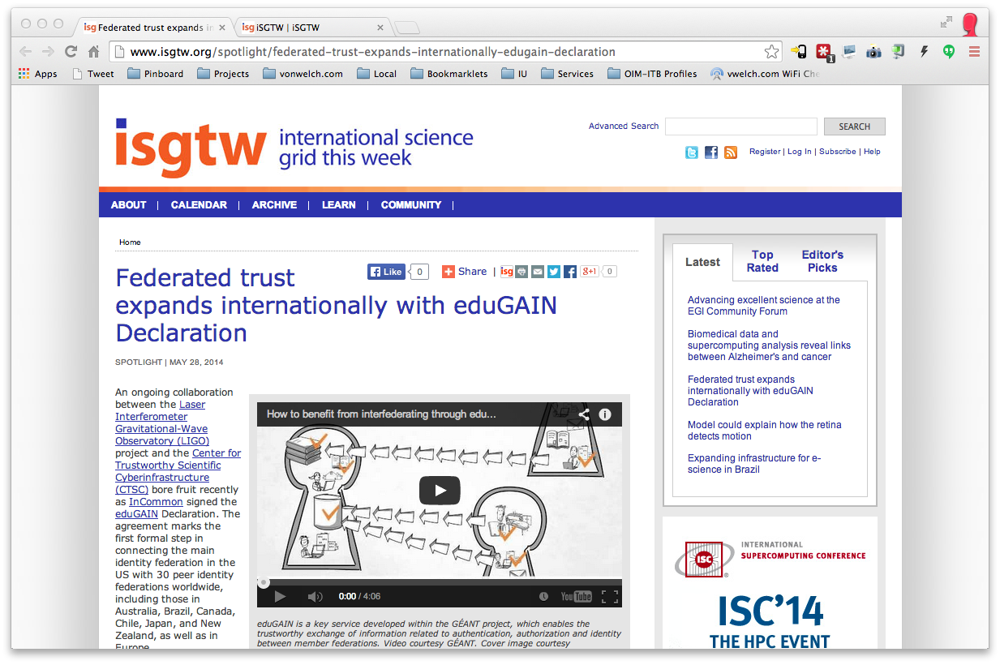 isg Federated trust expands in
isg iSGTW | iSGTW
www.isgtw.org/spotlight/federated-trust-expands-internationally-edugain-declaration
1
Apps
Tweet
Pinboard
Projects
vonwelch.com
Local
Bookmarklets
IU
Services
OIM-ITB Profiles
vwelch.com WiFi Che
isgtw
international science
grid this week
Advanced Search
SEARCH
Register | Log In | Subscribe | Help
ABOUT | CALENDAR | ARCHIVE | LEARN | COMMUNITY |
Home
Like 0
Share | isg
g+1 0
Federated trust
expands internationally with eduGAIN
Declaration
SPOTLIGHT | MAY 28, 2014
An ongoing collaboration
between the Laser
Interferometer
Gravitational-Wave
Observatory (LIGO)
project and the Center for
Trustworthy Scientific
Cyberinfrastructure
(CTSC) bore fruit recently
as InCommon signed the
eduGAIN Declaration. The
agreement marks the
first formal step in
connecting the main
identity federation in the
US with 30 peer identity
federations worldwide,
including those in
Australia, Brazil, Canada,
Chile, Japan, and New
Zealand, as well as in
Europe.
How to benefit from interfederating through edu...
0:00 / 4:06
YouTube
eduGAIN is a key service developed within the GÉANT project, which enables the
trustworthy exchange of information related to authentication, authorization and identity
between member federations. Video courtesy GÉANT. Cover image courtesy
Latest
Top
Rated
Editor's
Picks
Advancing excellent science at the
EGI Community Forum
Biomedical data and
supercomputing analysis reveal links
between Alzheimer's and cancer
Federated trust expands
internationally with eduGAIN
Declaration
Model could explain how the retina
detects motion
Expanding infrastructure for e-
science in Brazil
ISC
®
INTERNATIONAL
SUPERCOMPUTING CONFERENCE
ISC'14
THE HPC EVENT